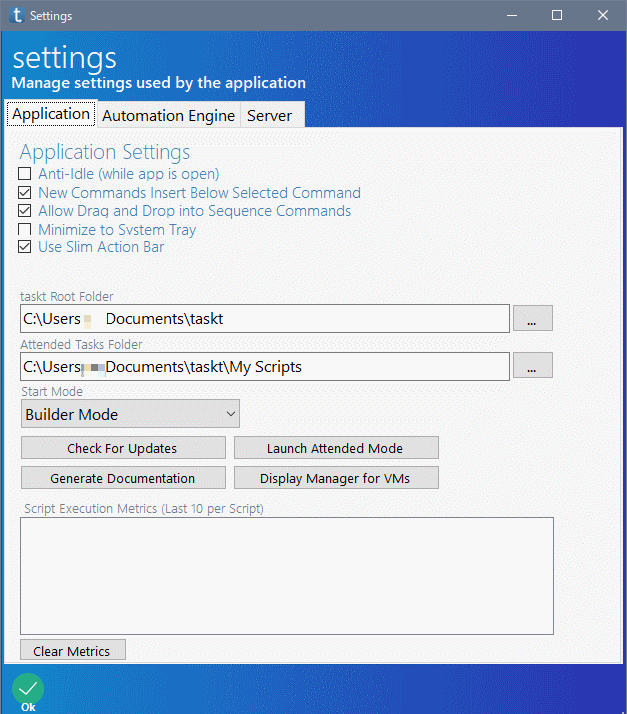 Settings
settings
Manage settings used by the application
Application Automation Engine Server
Application Settings
Anti-Idle (while app is open)
New Commands Insert Below Selected Command
Allow Drag and Drop into Sequence Commands
Minimize to System Tray
Use Slim Action Bar
taskt Root Folder
C:\Users Documents\taskt ...
Attended Tasks Folder
C:\Users Documents\taskt\My Scripts ...
Start Mode
Builder Mode
Check For Updates Launch Attended Mode
Generate Documentation Display Manager for VMs
Script Execution Metrics (Last 10 per Script)
Clear Metrics
Ok